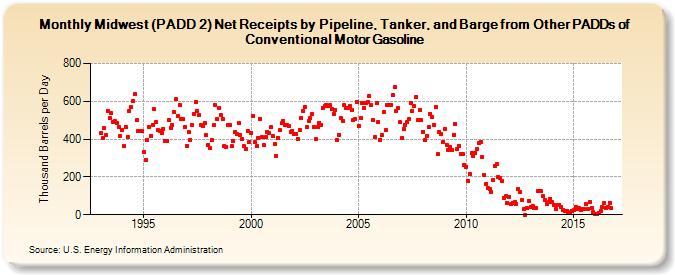 Monthly Midwest (PADD 2) Net Receipts by Pipeline, Tanker, and Barge from Other PADDs of
Conventional Motor Gasoline
Thousand Barrels per Day
800
600
400
200
0
1995
2000
2005
2010
2015
Source: U.S. Energy Information Administration